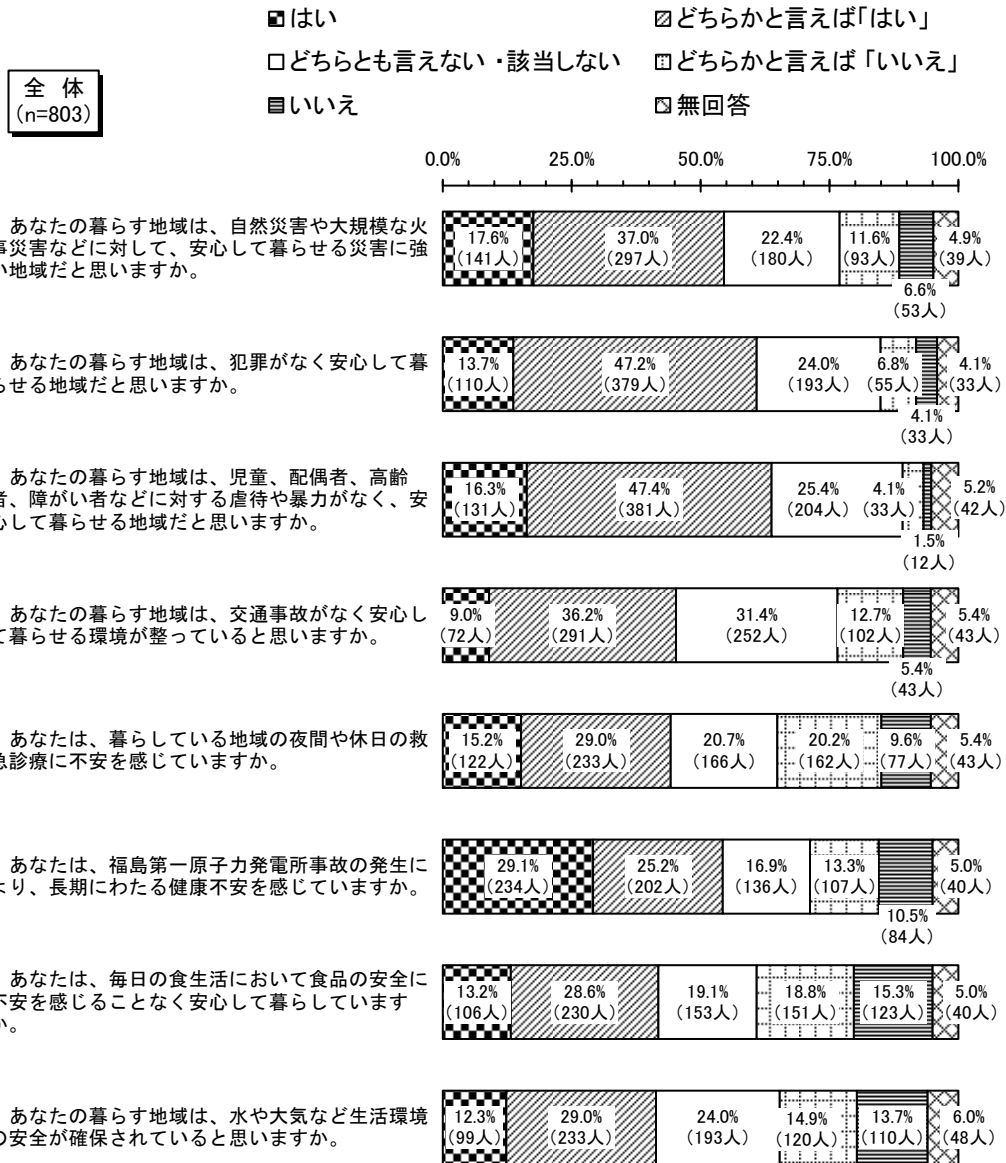 はい
どちらかと言えば「はい」
どちらとも言えない ・該当しない
どちらかと言えば 「いいえ」
いいえ
無回答
全 体
(n=803)
0.0% 25.0% 50.0% 75.0% 100.0%
あなたの暮らす地域は、自然災害や大規模な火
事災害などに対して、安心して暮らせる災害に強
い地域だと思いますか。
17.6% 37.0% 22.4% 11.6% 4.9%
(141人) (297人) (180人) (93人) (39人)
6.6%
(53人)
あなたの暮らす地域は、犯罪がなく安心して暮
らせる地域だと思いますか。
13.7% 47.2% 24.0% 6.8% 4.1%
(110人) (379人) (193人) (55人) (33人)
4.1%
(33人)
あなたの暮らす地域は、児童、配偶者、高齢
者、障がい者などに対する虐待や暴力がなく、安
心して暮らせる地域だと思いますか。
16.3% 47.4% 25.4% 4.1% 5.2%
(131人) (381人) (204人) (33人) (42人)
1.5%
(12人)
あなたの暮らす地域は、交通事故がなく安心し
て暮らせる環境が整っていると思いますか。
9.0% 36.2% 31.4% 12.7% 5.4%
(72人) (291人) (252人) (102人) (43人)
5.4%
(43人)
あなたは、暮らしている地域の夜間や休日の救
急診療に不安を感じていますか。
15.2% 29.0% 20.7% 20.2% 9.6% 5.4%
(122人) (233人) (166人) (162人) (77人) (43人)
あなたは、福島第一原子力発電所事故の発生に
より、長期にわたる健康不安を感じていますか。
29.1% 25.2% 16.9% 13.3% 5.0%
(234人) (202人) (136人) (107人) (40人)
10.5%
(84人)
あなたは、毎日の食生活において食品の安全に
不安を感じることなく安心して暮らしています
か。
13.2% 28.6% 19.1% 18.8% 15.3% 5.0%
(106人) (230人) (153人) (151人) (123人) (40人)
あなたの暮らす地域は、水や大気など生活環境
の安全が確保されていると思いますか。
12.3% 29.0% 24.0% 14.9% 13.7% 6.0%
(99人) (233人) (193人) (120人) (110人) (48人)